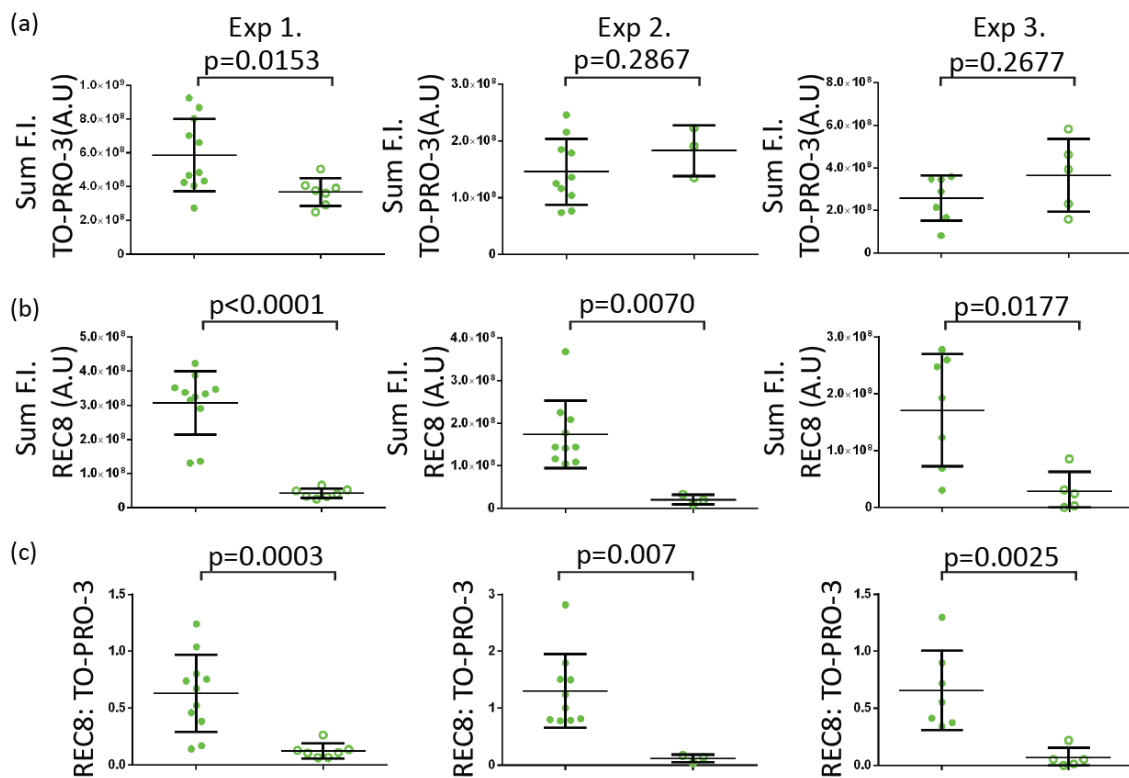 (a)
Exp 1.
Exp 2.
Exp 3.
p=0.0153
p=0.2867
p=0.2677
Sum F.I.
TO-PRO-3(A.U)
1.0×10⁹
8.0×10⁸
6.0×10⁸
4.0×10⁸
2.0×10⁸
0
Sum F.I.
TO-PRO-3(A.U)
3.0×10⁸
2.0×10⁸
1.0×10⁸
0
Sum F.I.
TO-PRO-3(A.U)
8.0×10⁸
6.0×10⁸
4.0×10⁸
2.0×10⁸
0
(b)
p<0.0001
p=0.0070
p=0.0177
Sum F.I.
REC8 (A.U)
5.0×10⁸
4.0×10⁸
3.0×10⁸
2.0×10⁸
1.0×10⁸
0
Sum F.I.
REC8 (A.U)
4.0×10⁸
3.0×10⁸
2.0×10⁸
1.0×10⁸
0
Sum F.I.
REC8 (A.U)
3.0×10⁸
2.0×10⁸
1.0×10⁸
0
(c)
p=0.0003
p=0.007
p=0.0025
REC8: TO-PRO-3
1.5
1.0
0.5
0.0
REC8: TO-PRO-3
3
2
1
0
REC8: TO-PRO-3
1.5
1.0
0.5
0.0